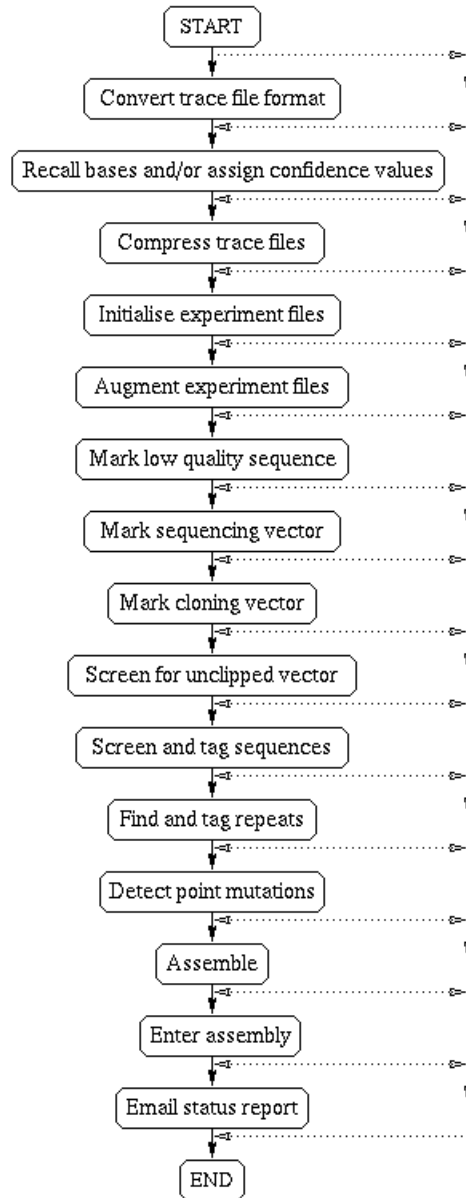 START
Convert trace file format
Recall bases and/or assign confidence values
Compress trace files
Initialise experiment files
Augment experiment files
Mark low quality sequence
Mark sequencing vector
Mark cloning vector
Screen for unclipped vector
Screen and tag sequences
Find and tag repeats
Detect point mutations
Assemble
Enter assembly
Email status report
END